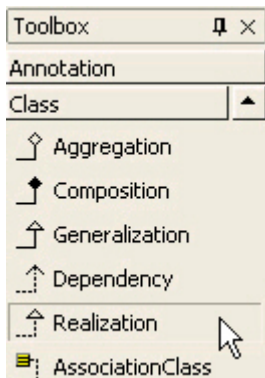 Toolbox
Annotation
Class
Aggregation
Composition
Generalization
Dependency
Realization
AssociationClass